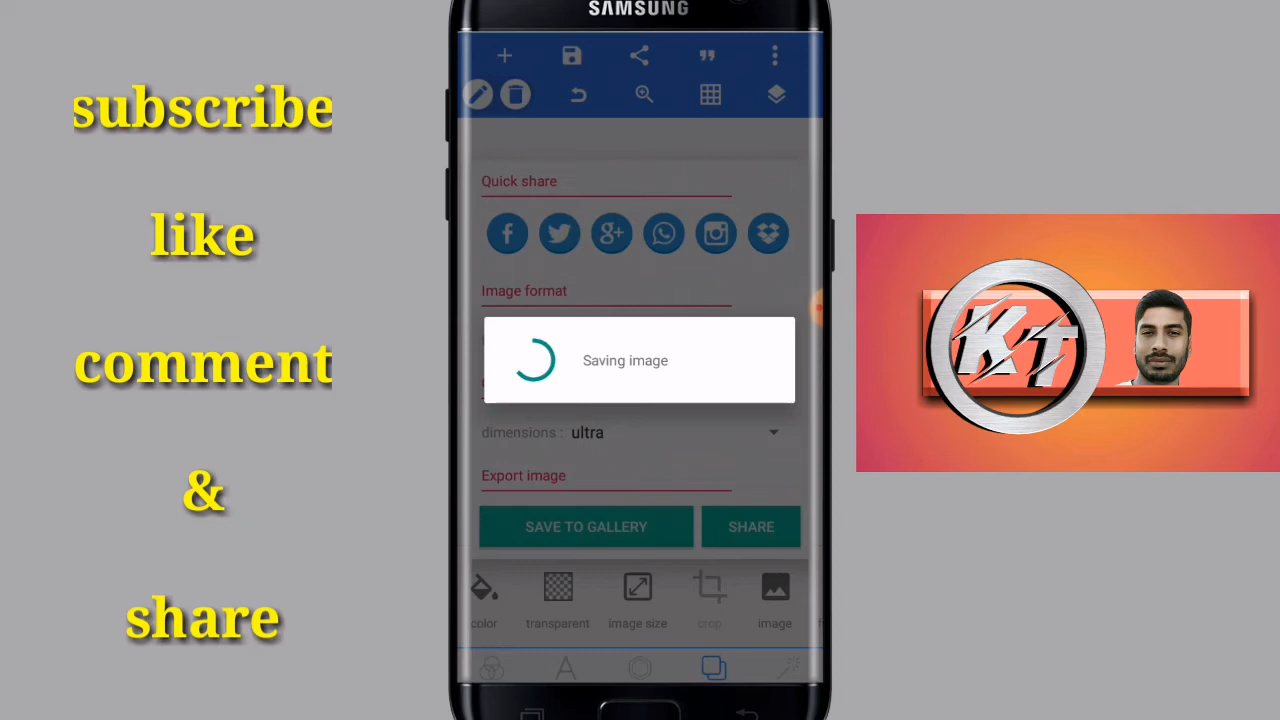 subscribe
like
comment
&
share
SAMSUNG
Quick share
Image format
Saving image
dimensions : ultra
Export image
SAVE TO GALLERY
SHARE
color
transparent
image size
crop
image
KT